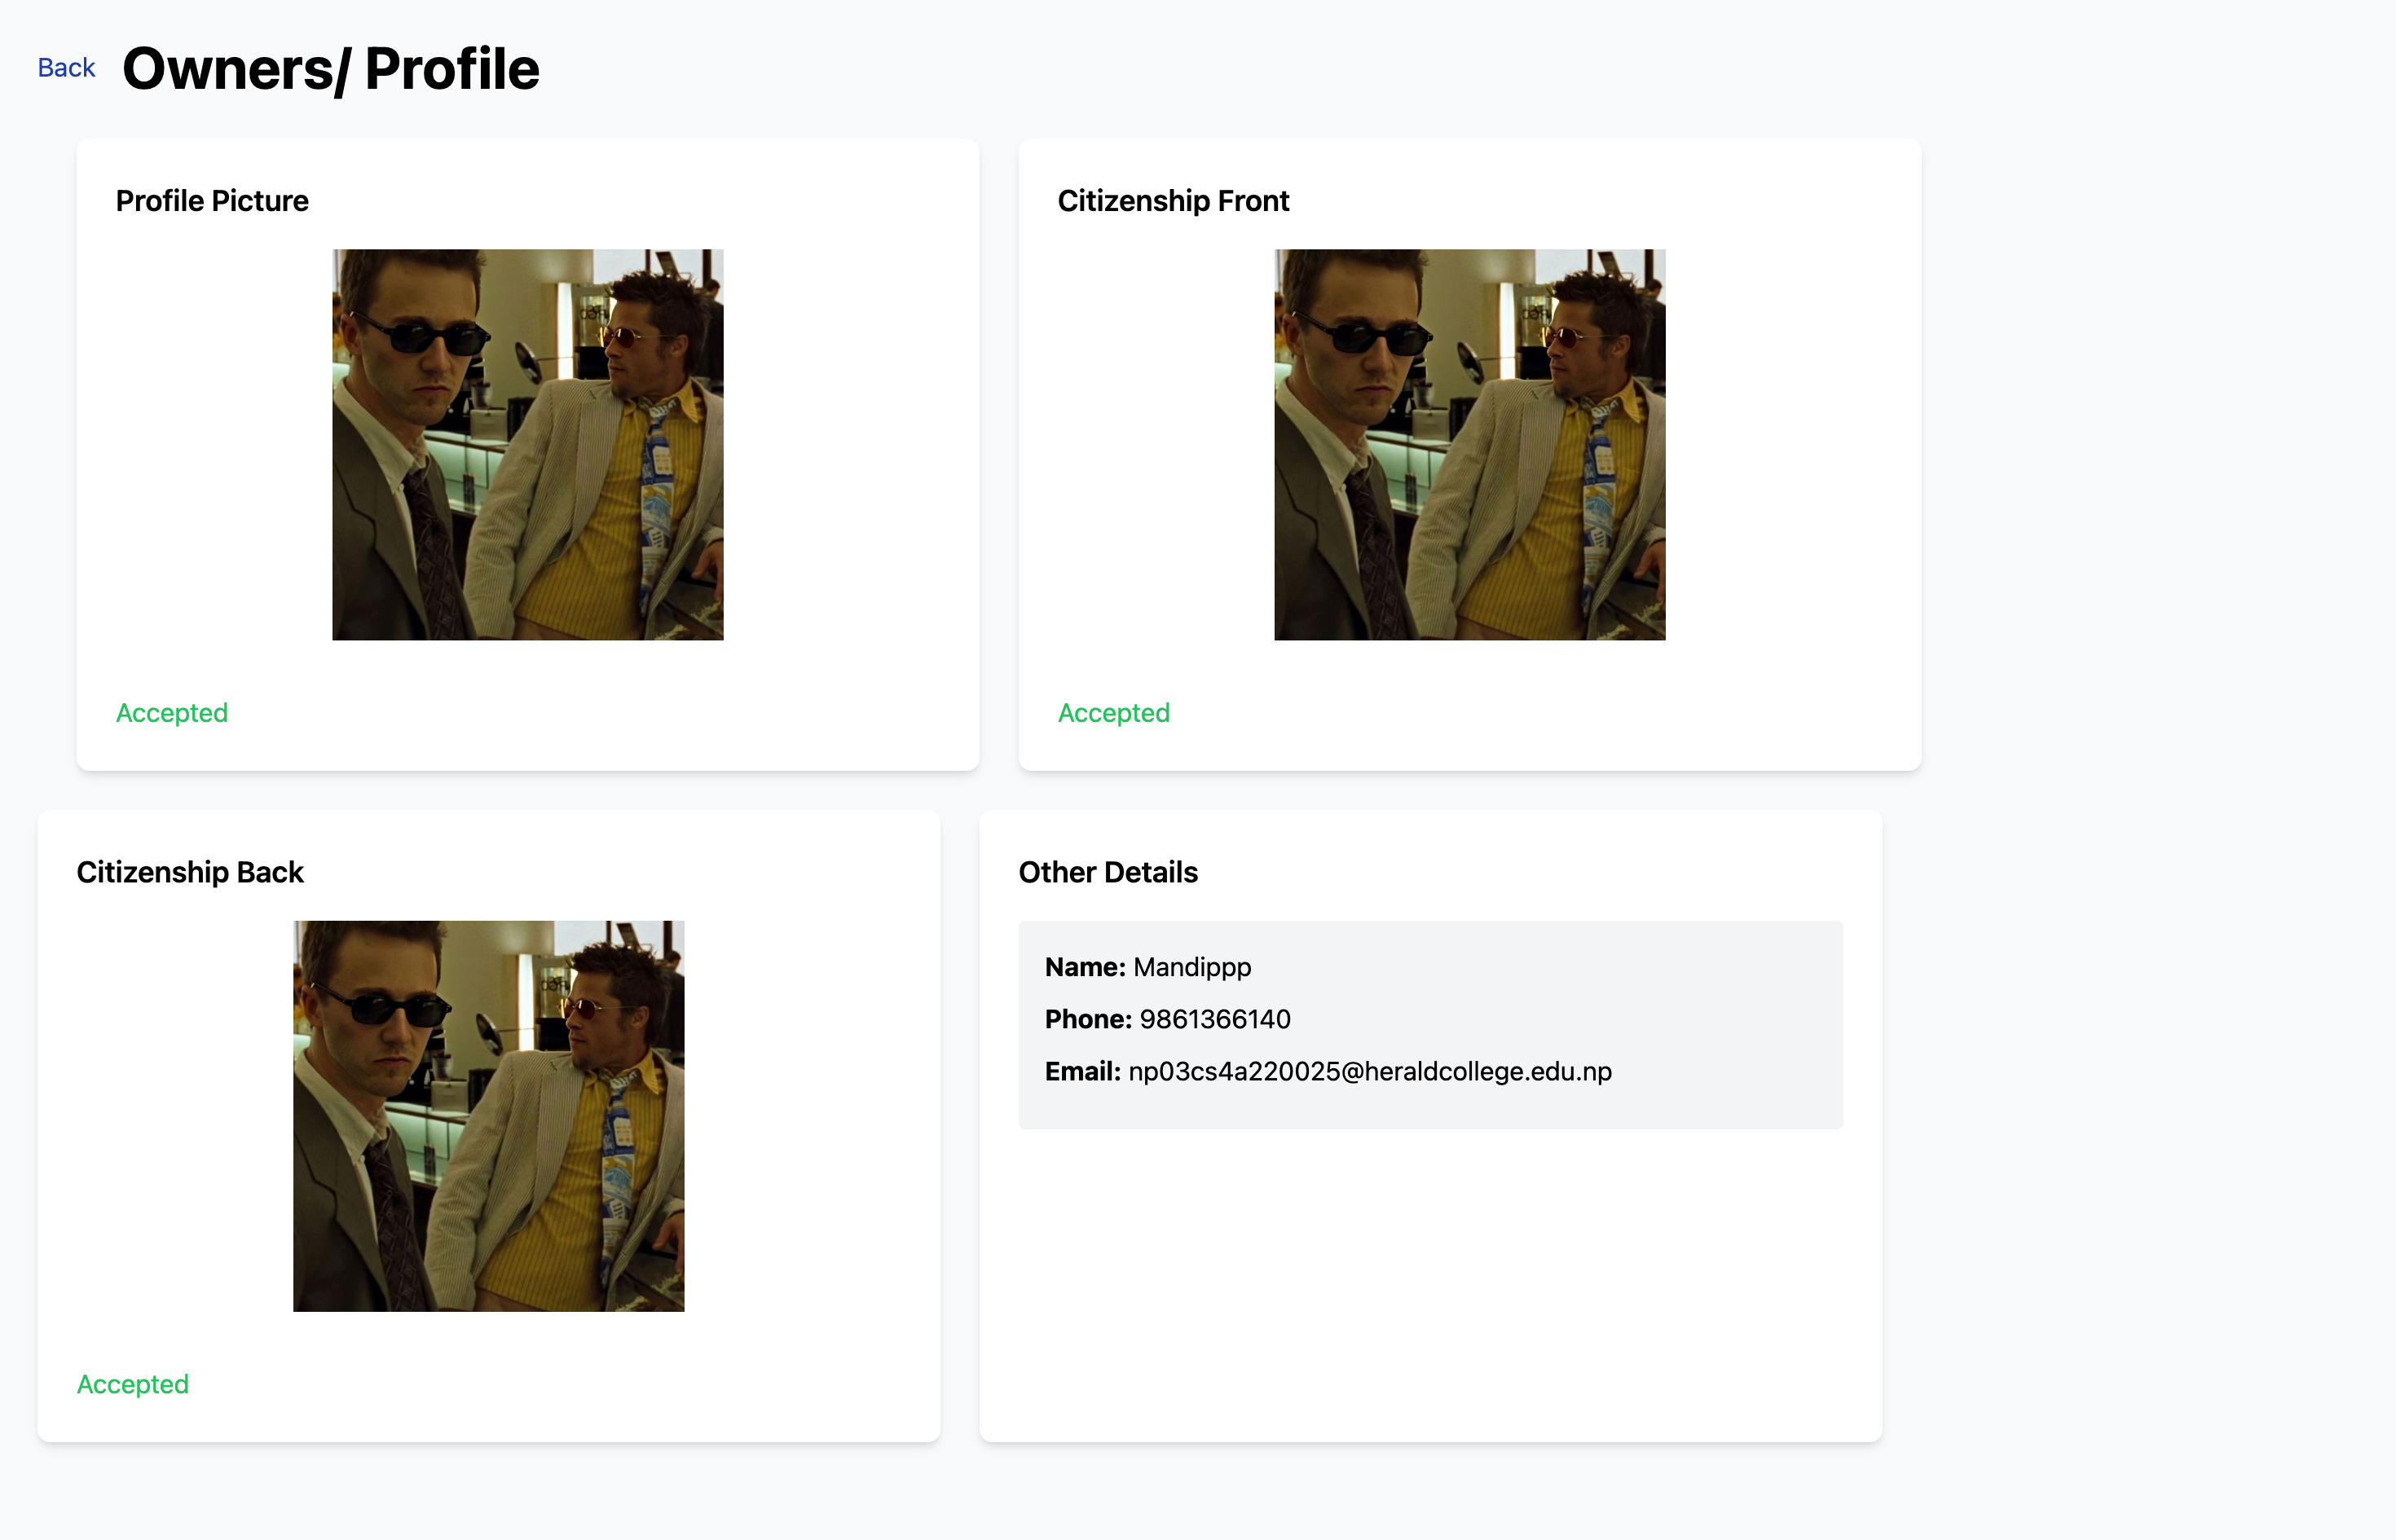 Back Owners/ Profile
Profile Picture
Citizenship Front
Accepted
Accepted
Citizenship Back
Other Details
Name: Mandippp
Phone: 9861366140
Email: np03cs4a220025@heraldcollege.edu.np
Accepted